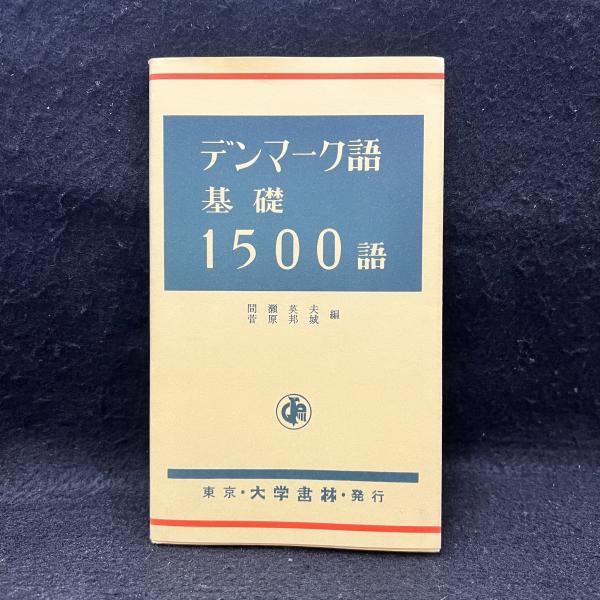 デンマーク語
基礎
1500語
間瀬英夫
菅原邦城 編
東京・大学書林・発行